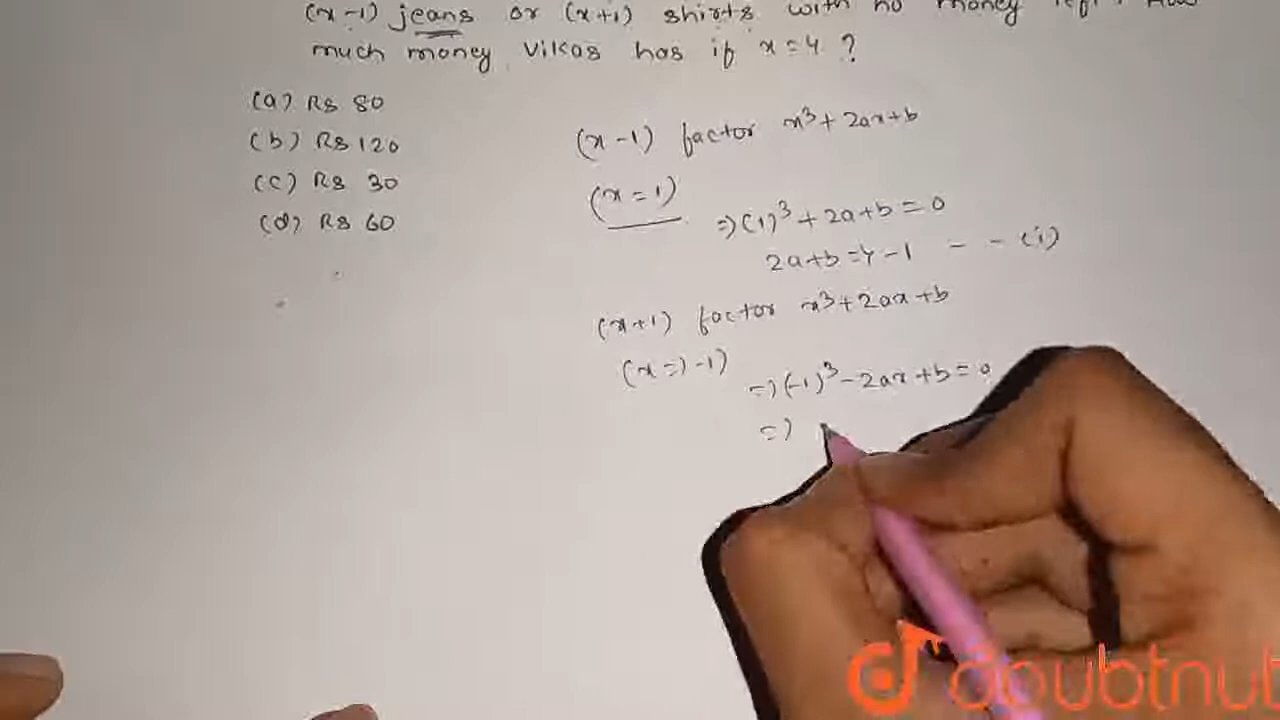 (x-1) jeans or (x+1) shirts with no money
much money Vikas has if x=4 ?
(a) Rs 80
(b) Rs 120
(c) Rs 30
(d) Rs 60
(x-1) factor x³+2ax+b
(x=1)
=) (1)³ + 2a+b=0
2a+b = -1 - - (i)
(x+1) factor x³+2ax+b
(x=) -1)
=) (-1)³ - 2ax+b=0
=)
doubtnut